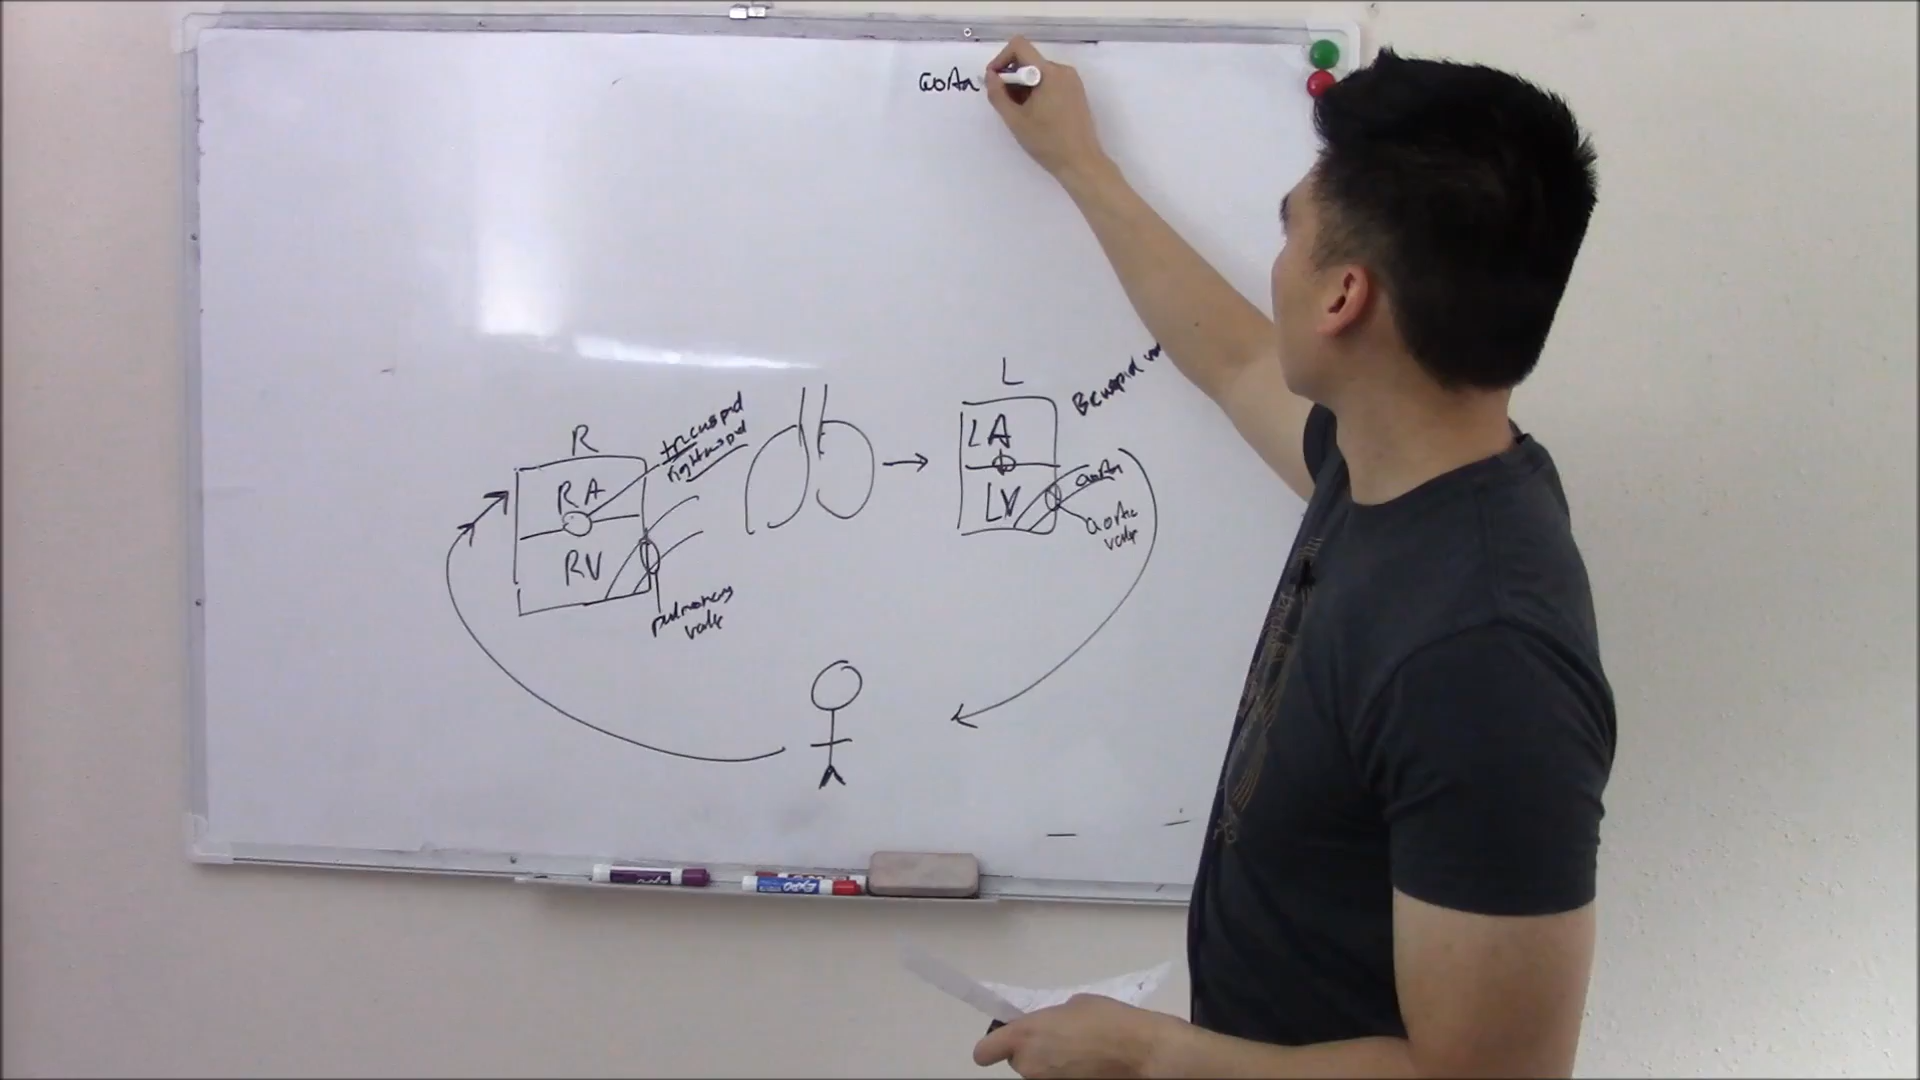 aorta
L
Bicuspid
R
tricuspid
rightcuspid
LA
aorta
RA
LV
aortic
valve
RV
pulmonary
valve
Expo